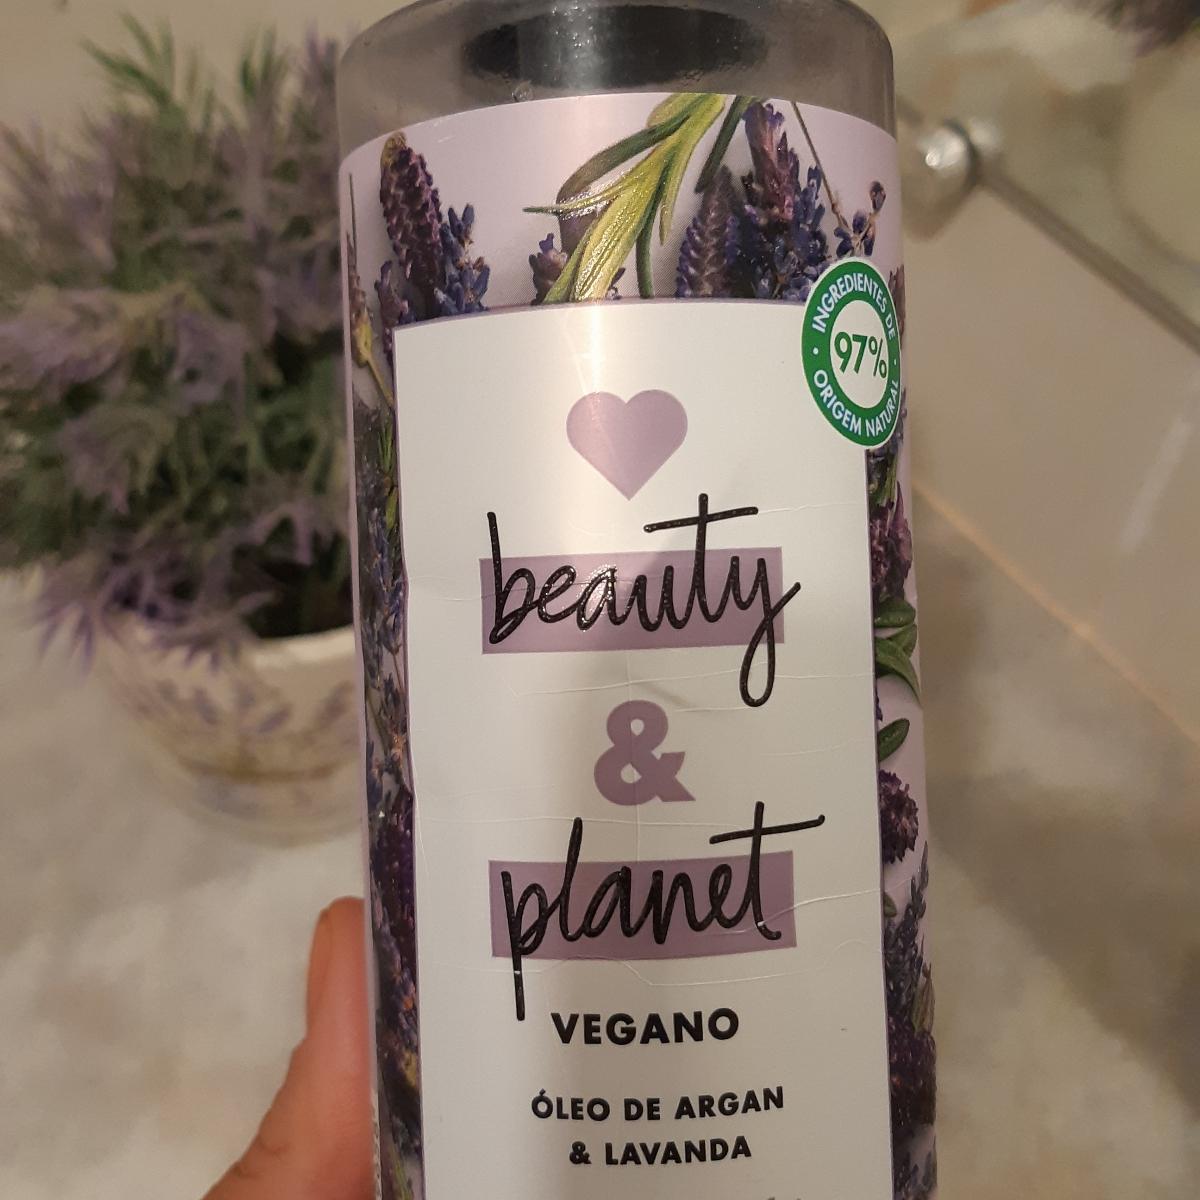 INGREDIENTES DE
97%
ORIGEM NATURAL
beauty
&
planet
VEGANO
ÓLEO DE ARGAN
& LAVANDA